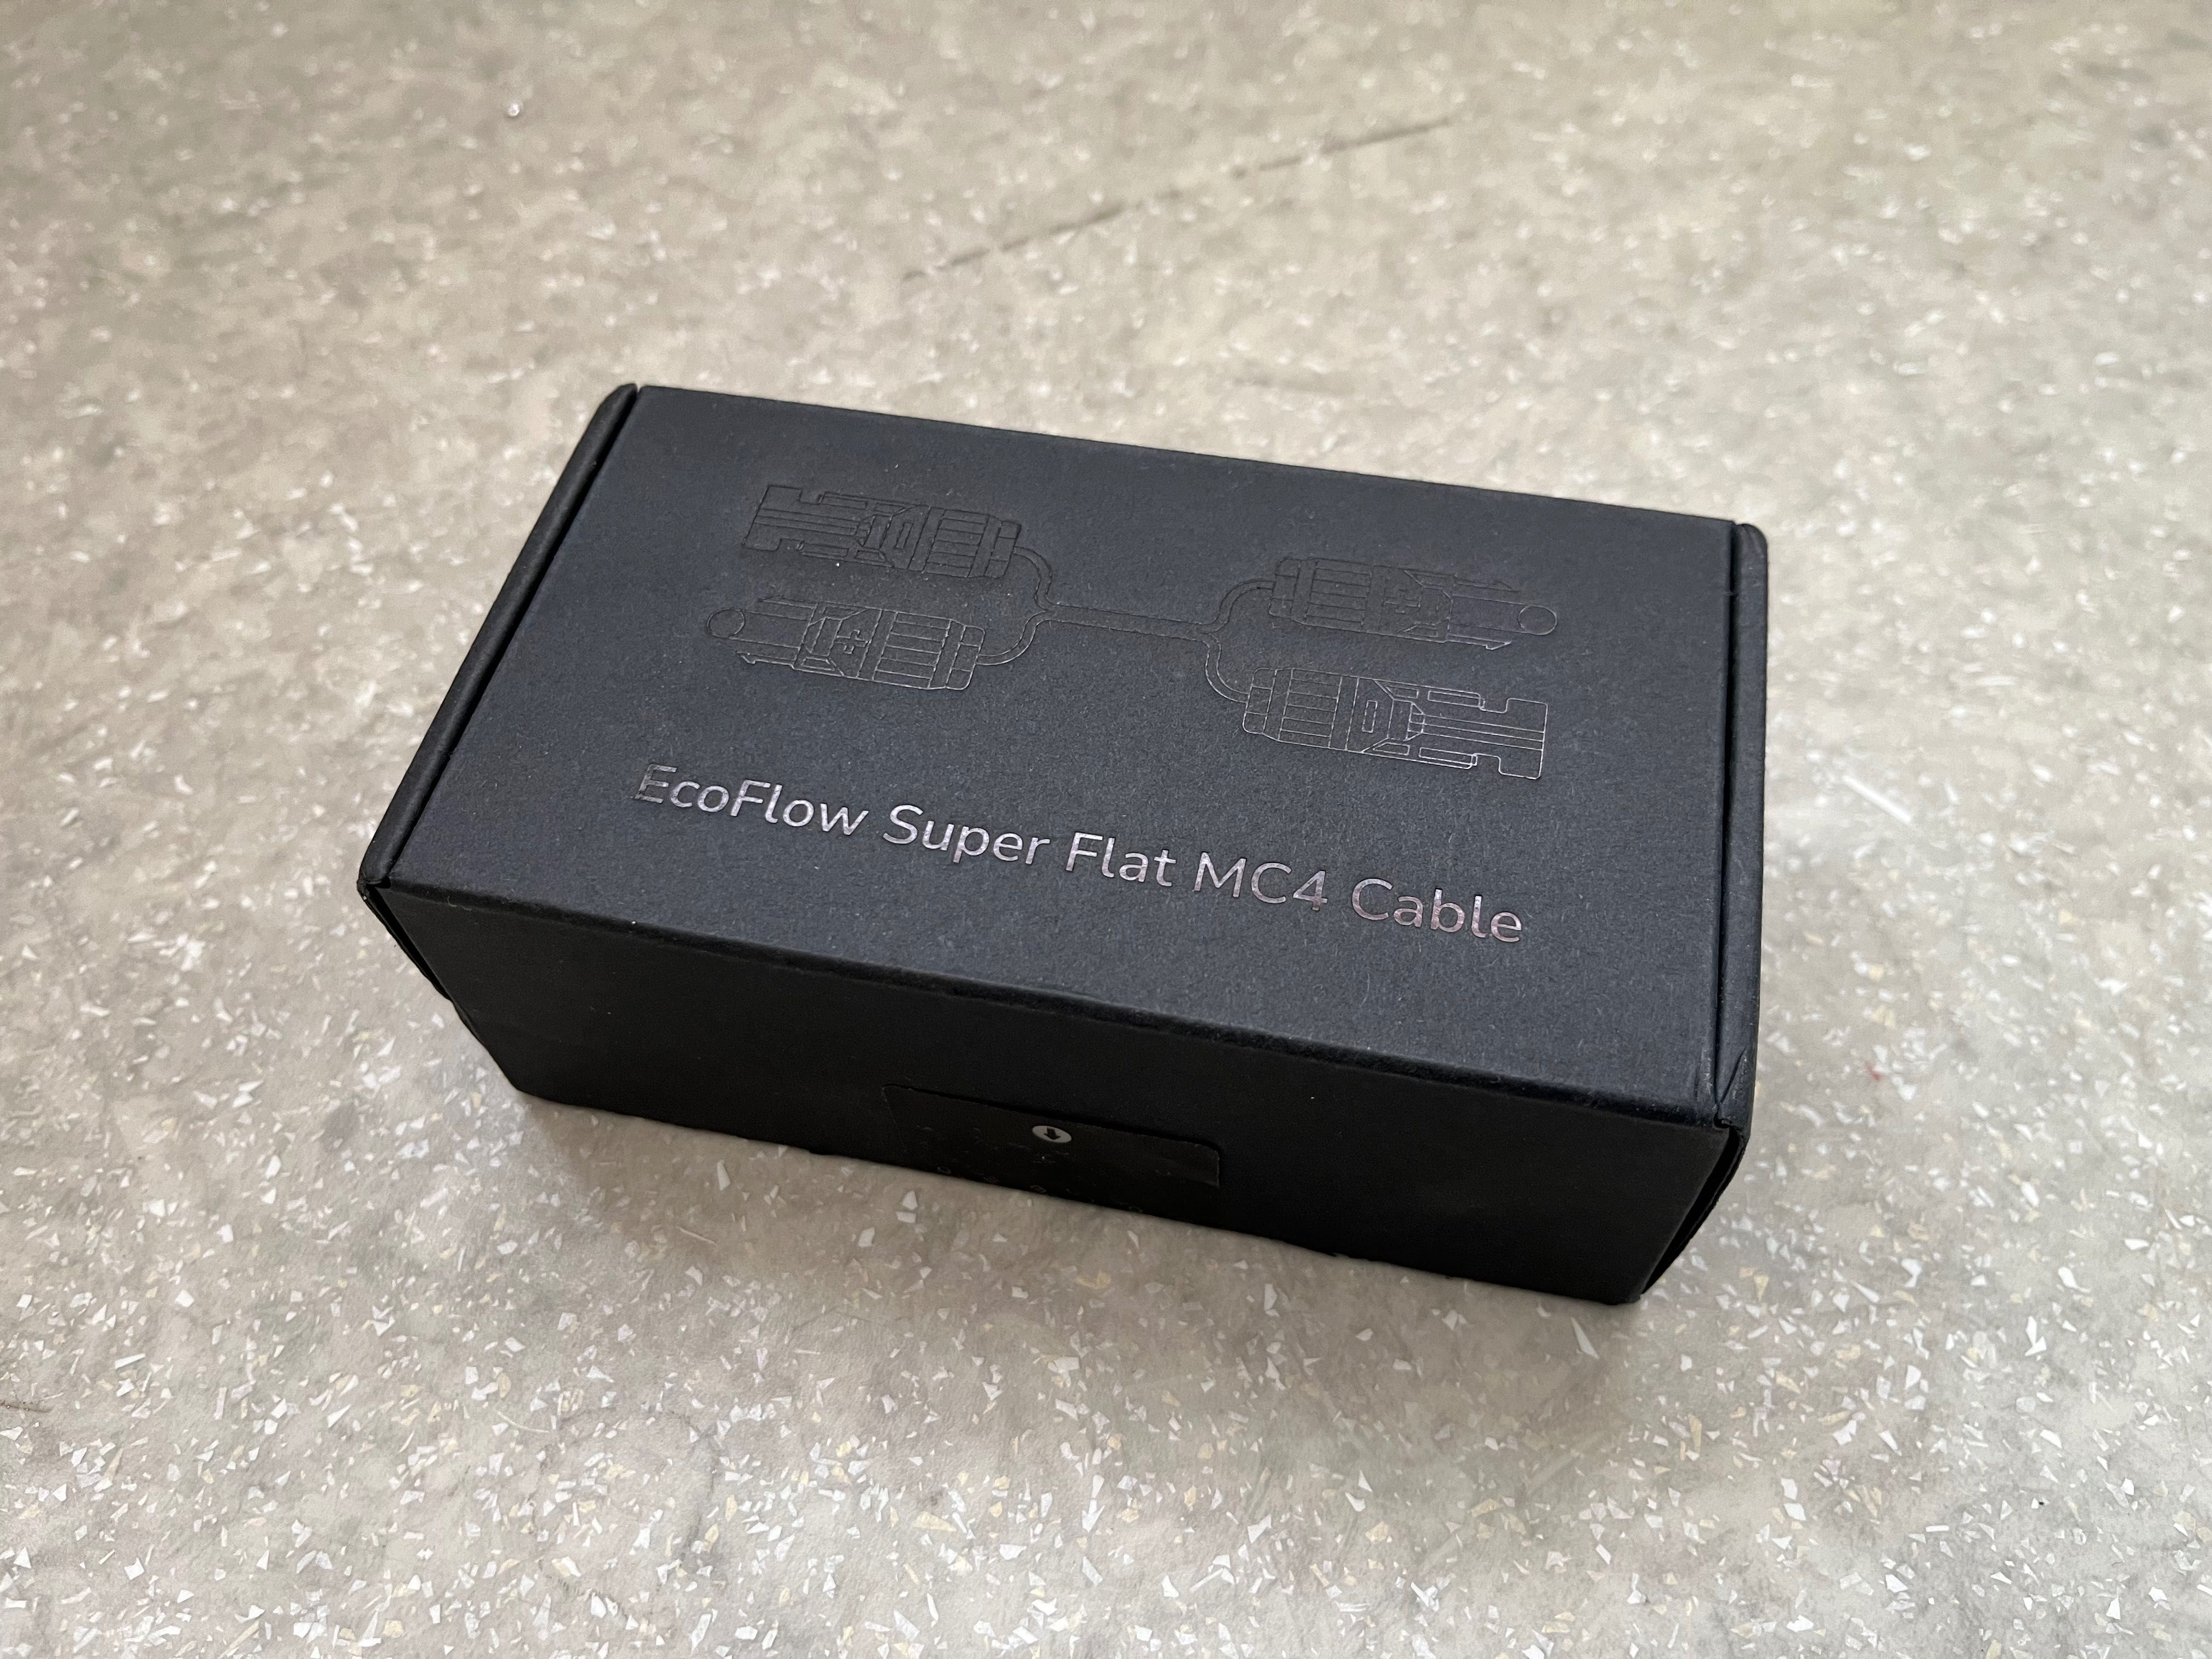 EcoFlow Super Flat MC4 Cable